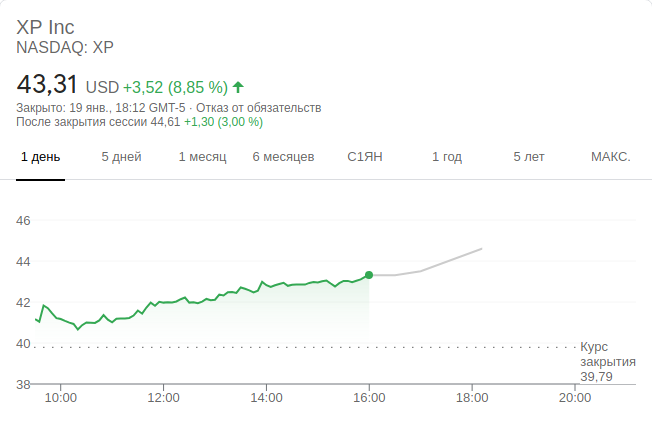 XP Inc
NASDAQ: XP
43,31 USD +3,52 (8,85 %)
Закрыто: 19 янв., 18:12 GMT-5 · Отказ от обязательств
После закрытия сессии 44,61 +1,30 (3,00 %)
1 день 5 дней 1 месяц 6 месяцев С1ЯН 1 год 5 лет МАКС.
46
44
42
40
38
Курс
закрытия
39,79
10:00 12:00 14:00 16:00 18:00 20:00